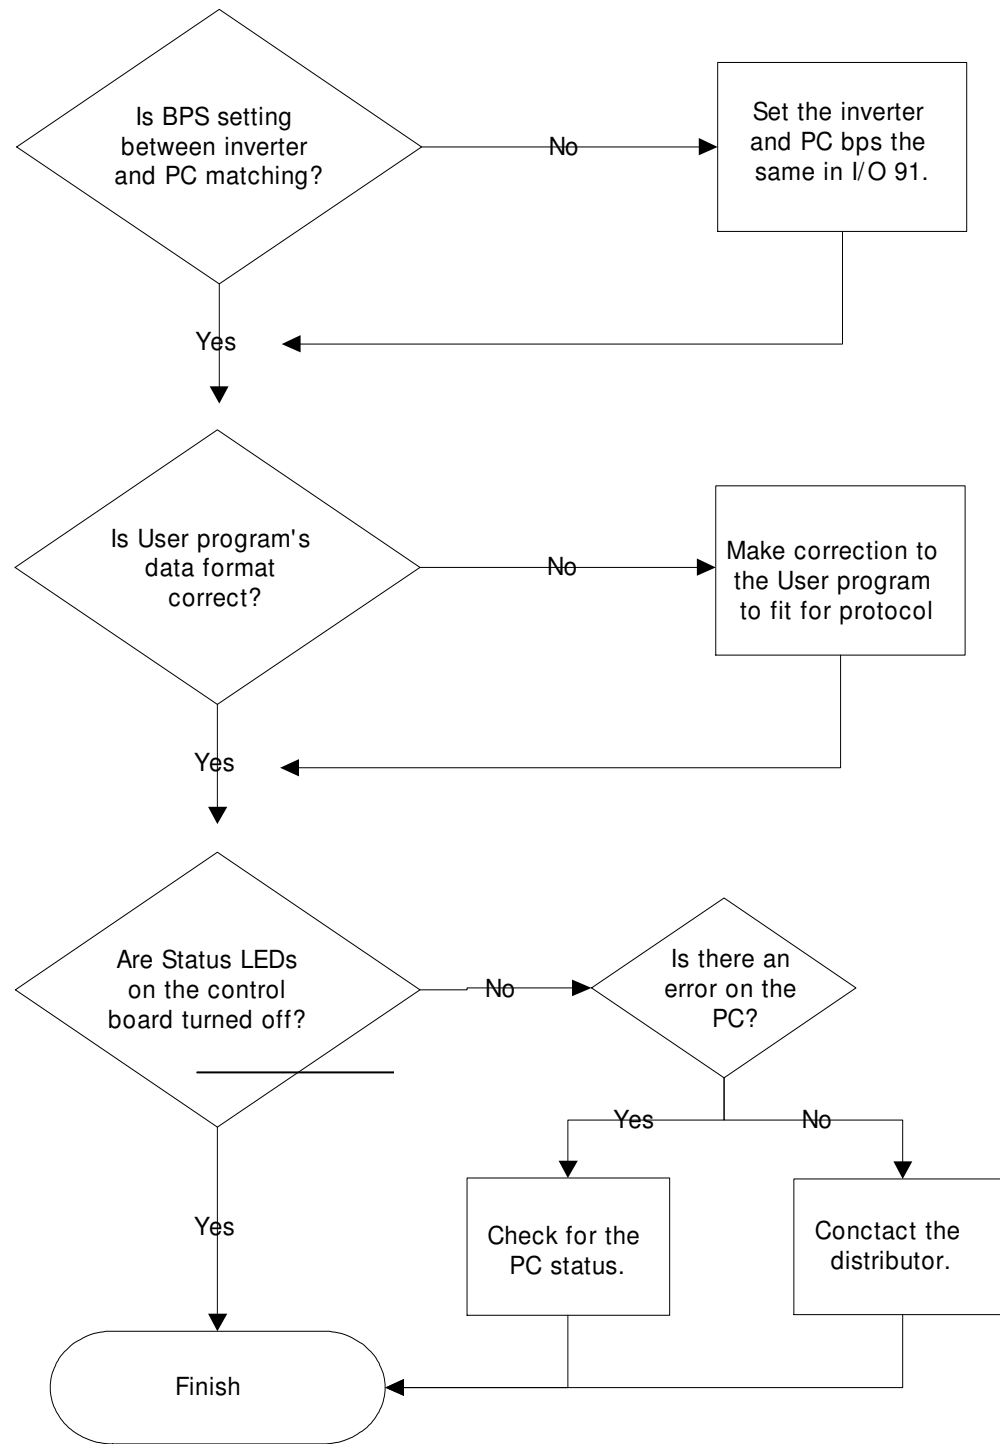 Is BPS setting
between inverter
and PC matching?
No
Set the inverter
and PC bps the
same in I/O 91.
Yes
Is User program's
data format
correct?
No
Make correction to
the User program
to fit for protocol
Yes
Are Status LEDs
on the control
board turned off?
No
Is there an
error on the
PC?
Yes
No
Yes
Check for the
PC status.
Conctact the
distributor.
Finish